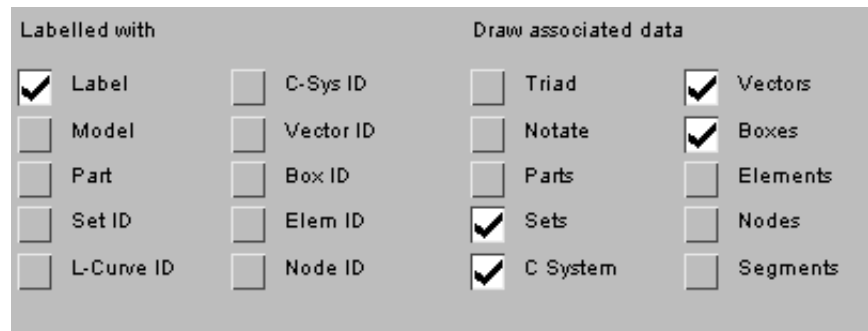 Labelled with Draw associated data
Label C-Sys ID Triad Vectors
Model Vector ID Notate Boxes
Part Box ID Parts Elements
Set ID Elem ID Sets Nodes
L-Curve ID Node ID C System Segments